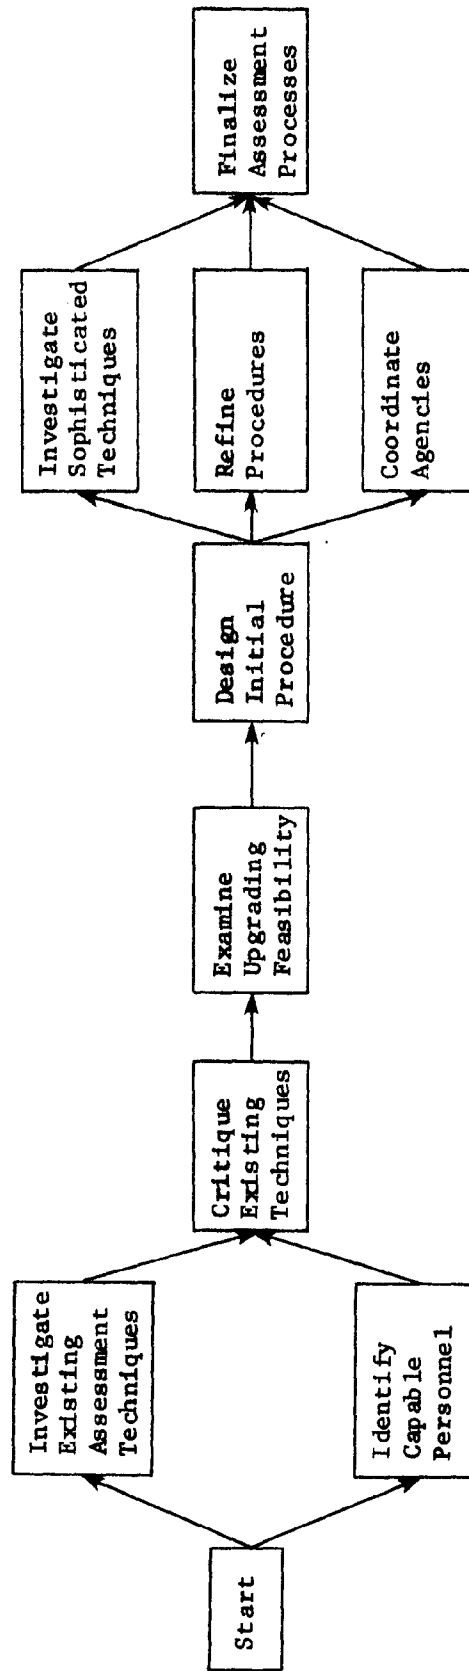 Start
Investigate
Existing
Assessment
Techniques
Identify
Capable
Personnel
Critique
Existing
Techniques
Examine
Upgrading
Feasibility
Design
Initial
Procedure
Investigate
Sophisticated
Techniques
Refine
Procedures
Coordinate
Agencies
Finalize
Assessment
Processes